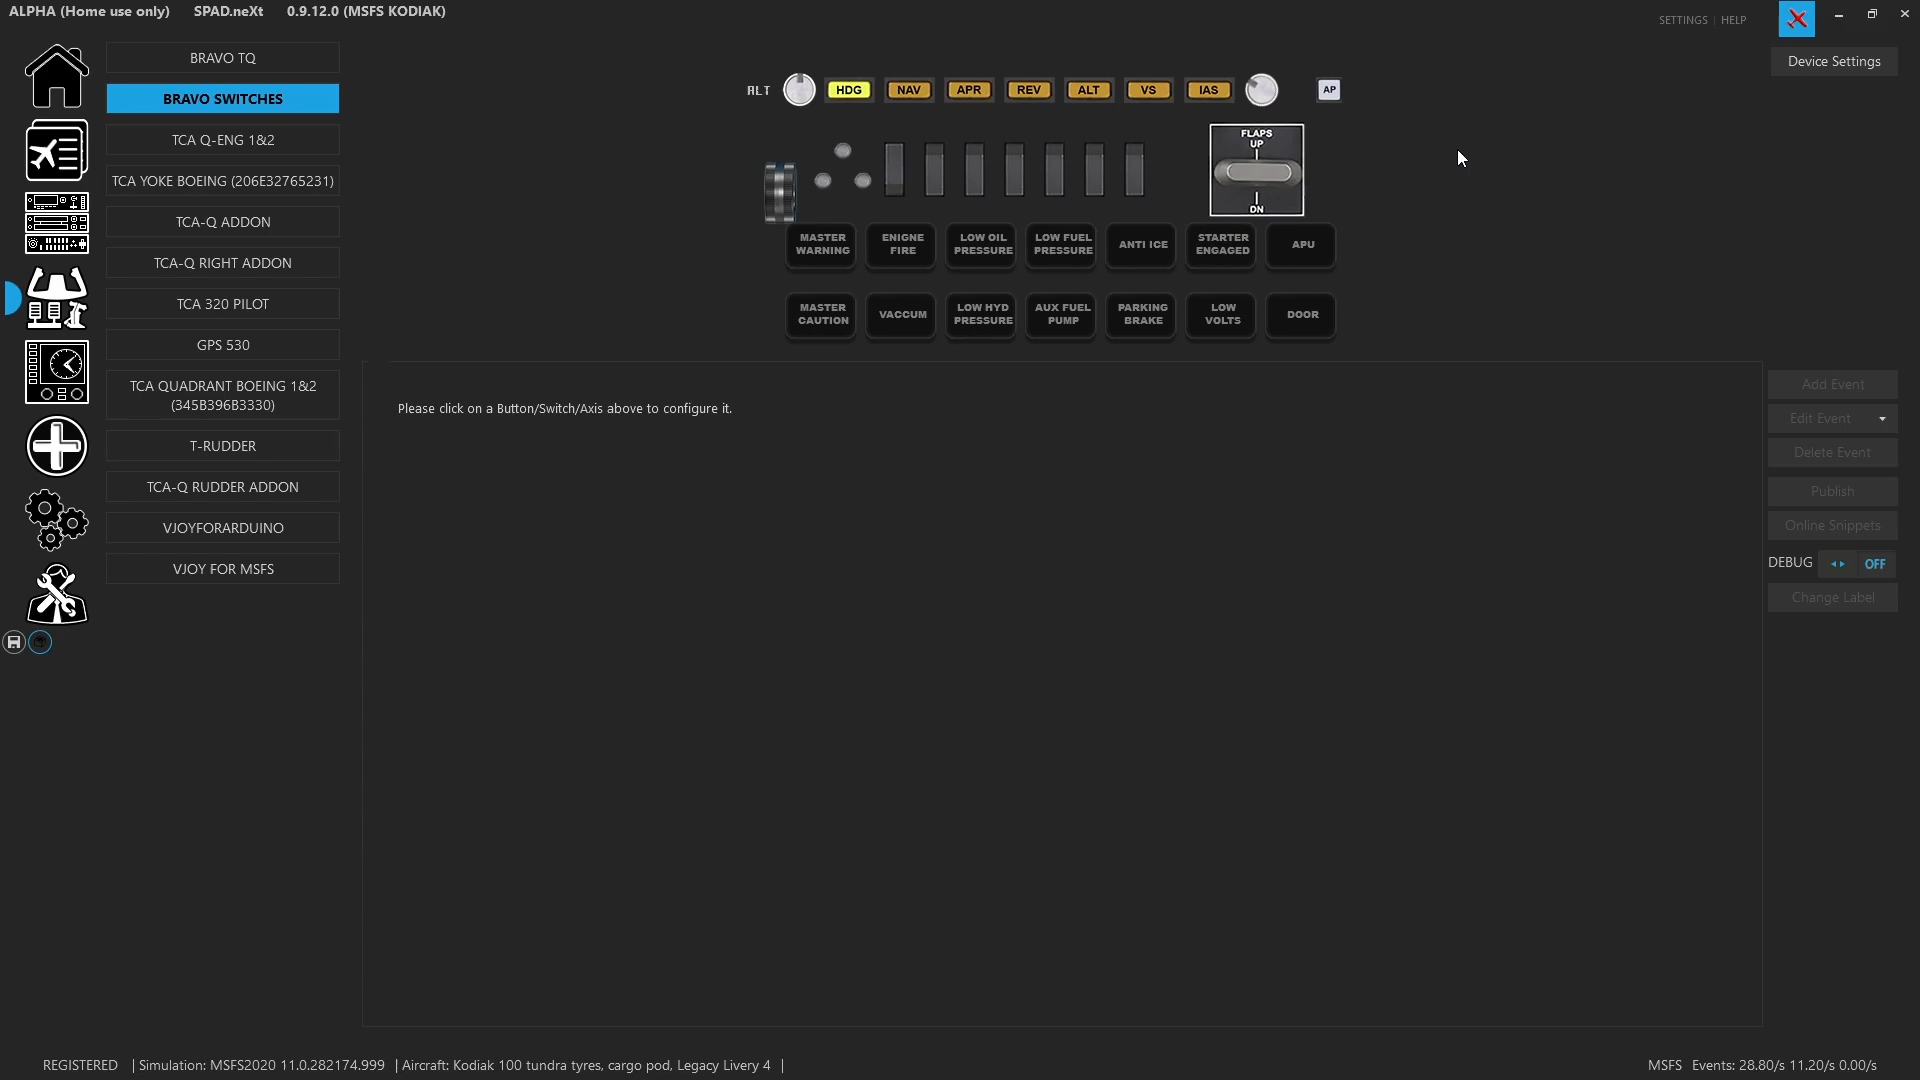 ALPHA (Home use only) SPAD.neXt 0.9.12.0 (MSFS KODIAK)
SETTINGS | HELP
Device Settings
BRAVO TQ
BRAVO SWITCHES
TCA Q-ENG 1&2
TCA YOKE BOEING (206E32765231)
TCA-Q ADDON
TCA-Q RIGHT ADDON
TCA 320 PILOT
GPS 530
TCA QUADRANT BOEING 1&2
(345B396B3330)
T-RUDDER
TCA-Q RUDDER ADDON
VJOYFORARDUINO
VJOY FOR MSFS
ALT HDG NAV APR REV ALT VS IAS AP
FLAPS
UP
DN
MASTER
WARNING
ENIGNE
FIRE
LOW OIL
PRESSURE
LOW FUEL
PRESSURE
ANTI ICE
STARTER
ENGAGED
APU
MASTER
CAUTION
VACCUM
LOW HYD
PRESSURE
AUX FUEL
PUMP
PARKING
BRAKE
LOW
VOLTS
DOOR
Please click on a Button/Switch/Axis above to configure it.
Add Event
Edit Event
Delete Event
Publish
Online Snippets
DEBUG OFF
Change Label
REGISTERED | Simulation: MSFS2020 11.0.282174.999 | Aircraft: Kodiak 100 tundra tyres, cargo pod, Legacy Livery 4 |
MSFS Events: 28.80/s 11.20/s 0.00/s